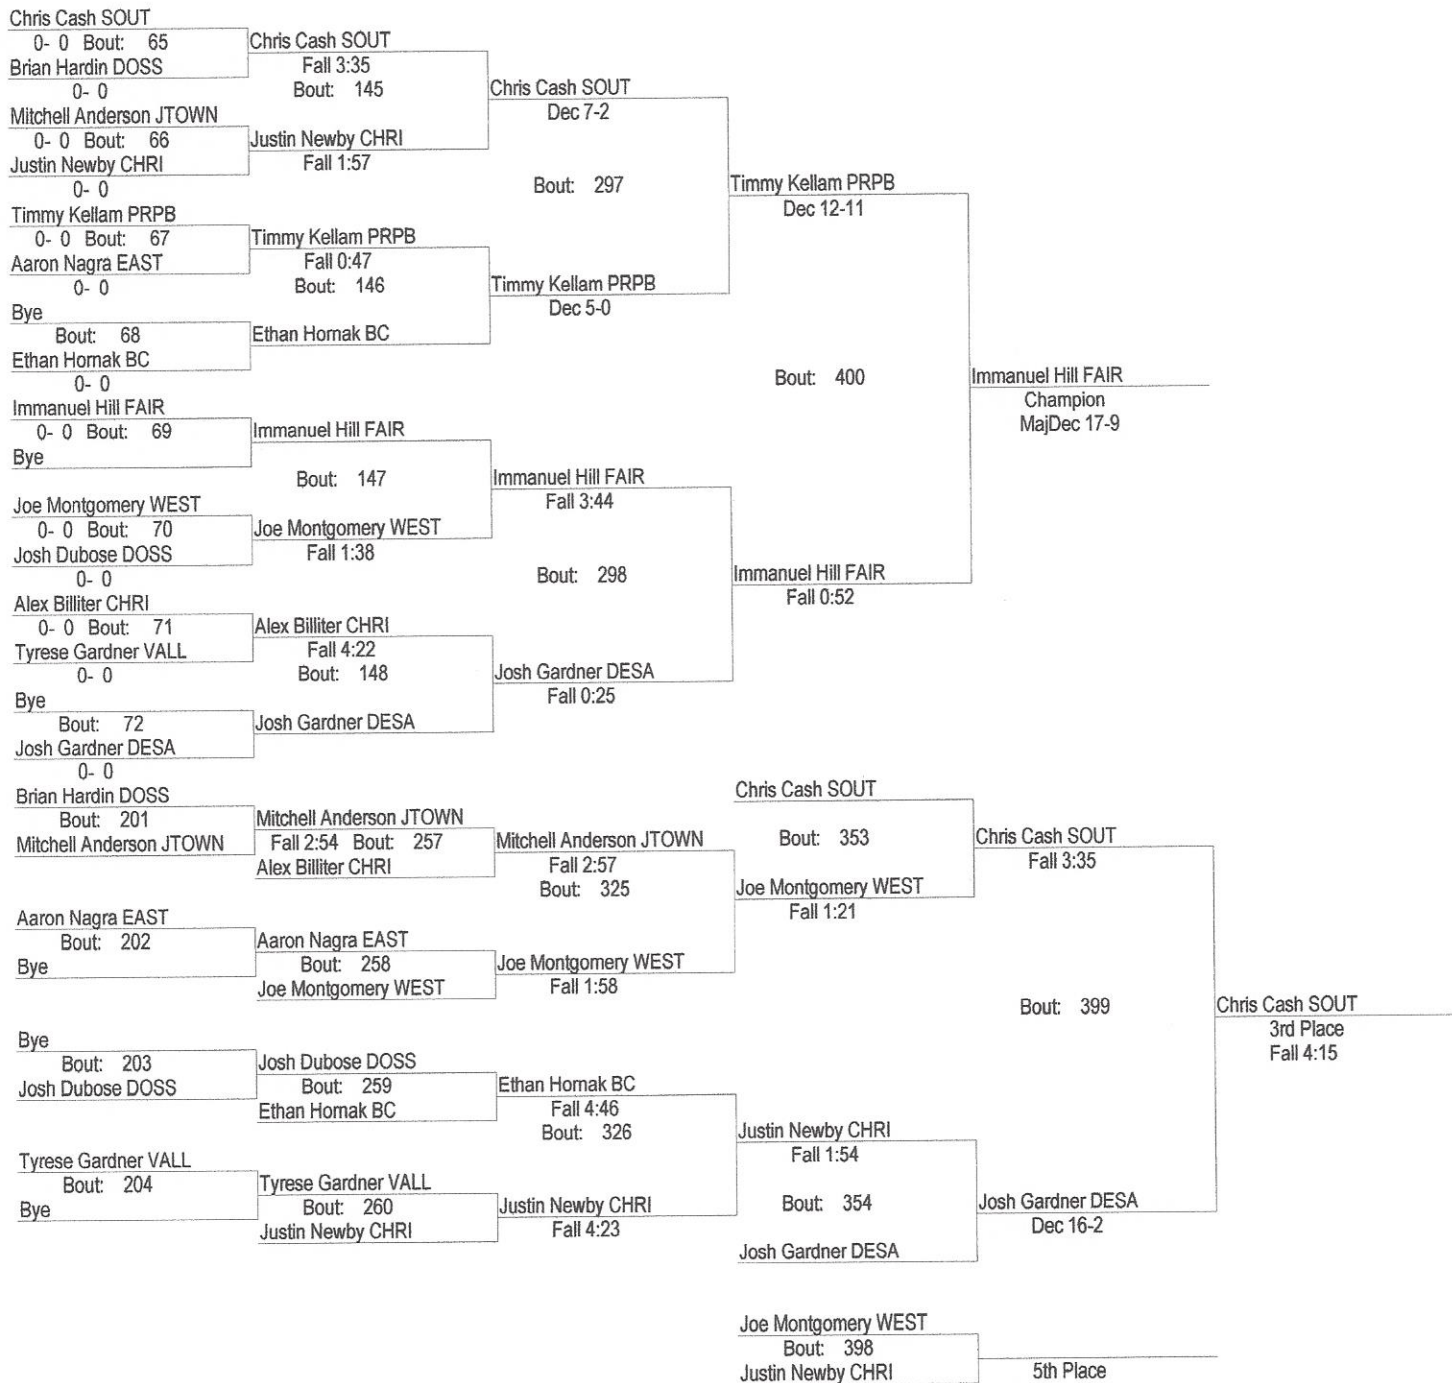 Chris Cash SOUT
0- 0 Bout: 65
Brian Hardin DOSS
0- 0
Mitchell Anderson JTOWN
0- 0 Bout: 66
Justin Newby CHRI
0- 0
Timmy Kellam PRPB
0- 0 Bout: 67
Aaron Nagra EAST
0- 0
Bye
Bout: 68
Ethan Hornak BC
0- 0
Immanuel Hill FAIR
0- 0 Bout: 69
Bye
Joe Montgomery WEST
0- 0 Bout: 70
Josh Dubose DOSS
0- 0
Alex Billiter CHRI
0- 0 Bout: 71
Tyrese Gardner VALL
0- 0
Bye
Bout: 72
Josh Gardner DESA
0- 0
Chris Cash SOUT
Fall 3:35
Bout: 145
Justin Newby CHRI
Fall 1:57
Timmy Kellam PRPB
Fall 0:47
Bout: 146
Ethan Hornak BC
Immanuel Hill FAIR
Bout: 147
Joe Montgomery WEST
Fall 1:38
Alex Billiter CHRI
Fall 4:22
Bout: 148
Josh Gardner DESA
Chris Cash SOUT
Dec 7-2
Bout: 297
Timmy Kellam PRPB
Dec 5-0
Immanuel Hill FAIR
Fall 3:44
Bout: 298
Josh Gardner DESA
Fall 0:25
Timmy Kellam PRPB
Dec 12-11
Bout: 400
Immanuel Hill FAIR
Fall 0:52
Immanuel Hill FAIR
Champion
MajDec 17-9
Brian Hardin DOSS
Bout: 201
Mitchell Anderson JTOWN
Aaron Nagra EAST
Bout: 202
Bye
Bye
Bout: 203
Josh Dubose DOSS
Tyrese Gardner VALL
Bout: 204
Bye
Mitchell Anderson JTOWN
Fall 2:54 Bout: 257
Alex Billiter CHRI
Aaron Nagra EAST
Bout: 258
Joe Montgomery WEST
Josh Dubose DOSS
Bout: 259
Ethan Hornak BC
Tyrese Gardner VALL
Bout: 260
Justin Newby CHRI
Mitchell Anderson JTOWN
Fall 2:57
Bout: 325
Joe Montgomery WEST
Fall 1:58
Ethan Hornak BC
Fall 4:46
Bout: 326
Justin Newby CHRI
Fall 4:23
Chris Cash SOUT
Bout: 353
Joe Montgomery WEST
Fall 1:21
Justin Newby CHRI
Fall 1:54
Bout: 354
Josh Gardner DESA
Chris Cash SOUT
Fall 3:35
Bout: 399
Josh Gardner DESA
Dec 16-2
Chris Cash SOUT
3rd Place
Fall 4:15
Joe Montgomery WEST
Bout: 398
Justin Newby CHRI
5th Place